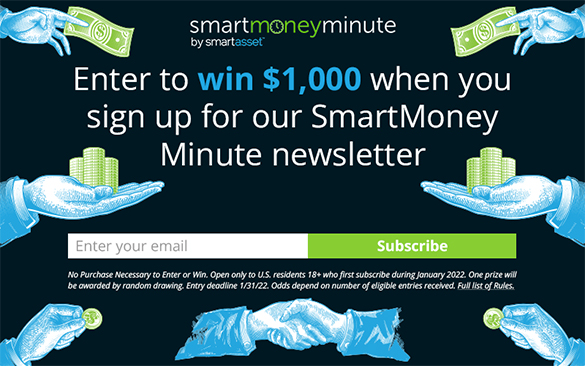 smartmoneyminute
by smartasset™
Enter to win $1,000 when you
sign up for our SmartMoney
Minute newsletter
Enter your email
Subscribe
No Purchase Necessary to Enter or Win. Open only to U.S. residents 18+ who first subscribe during January 2022. One prize will
be awarded by random drawing. Entry deadline 1/31/22. Odds depend on number of eligible entries received. Full list of Rules.